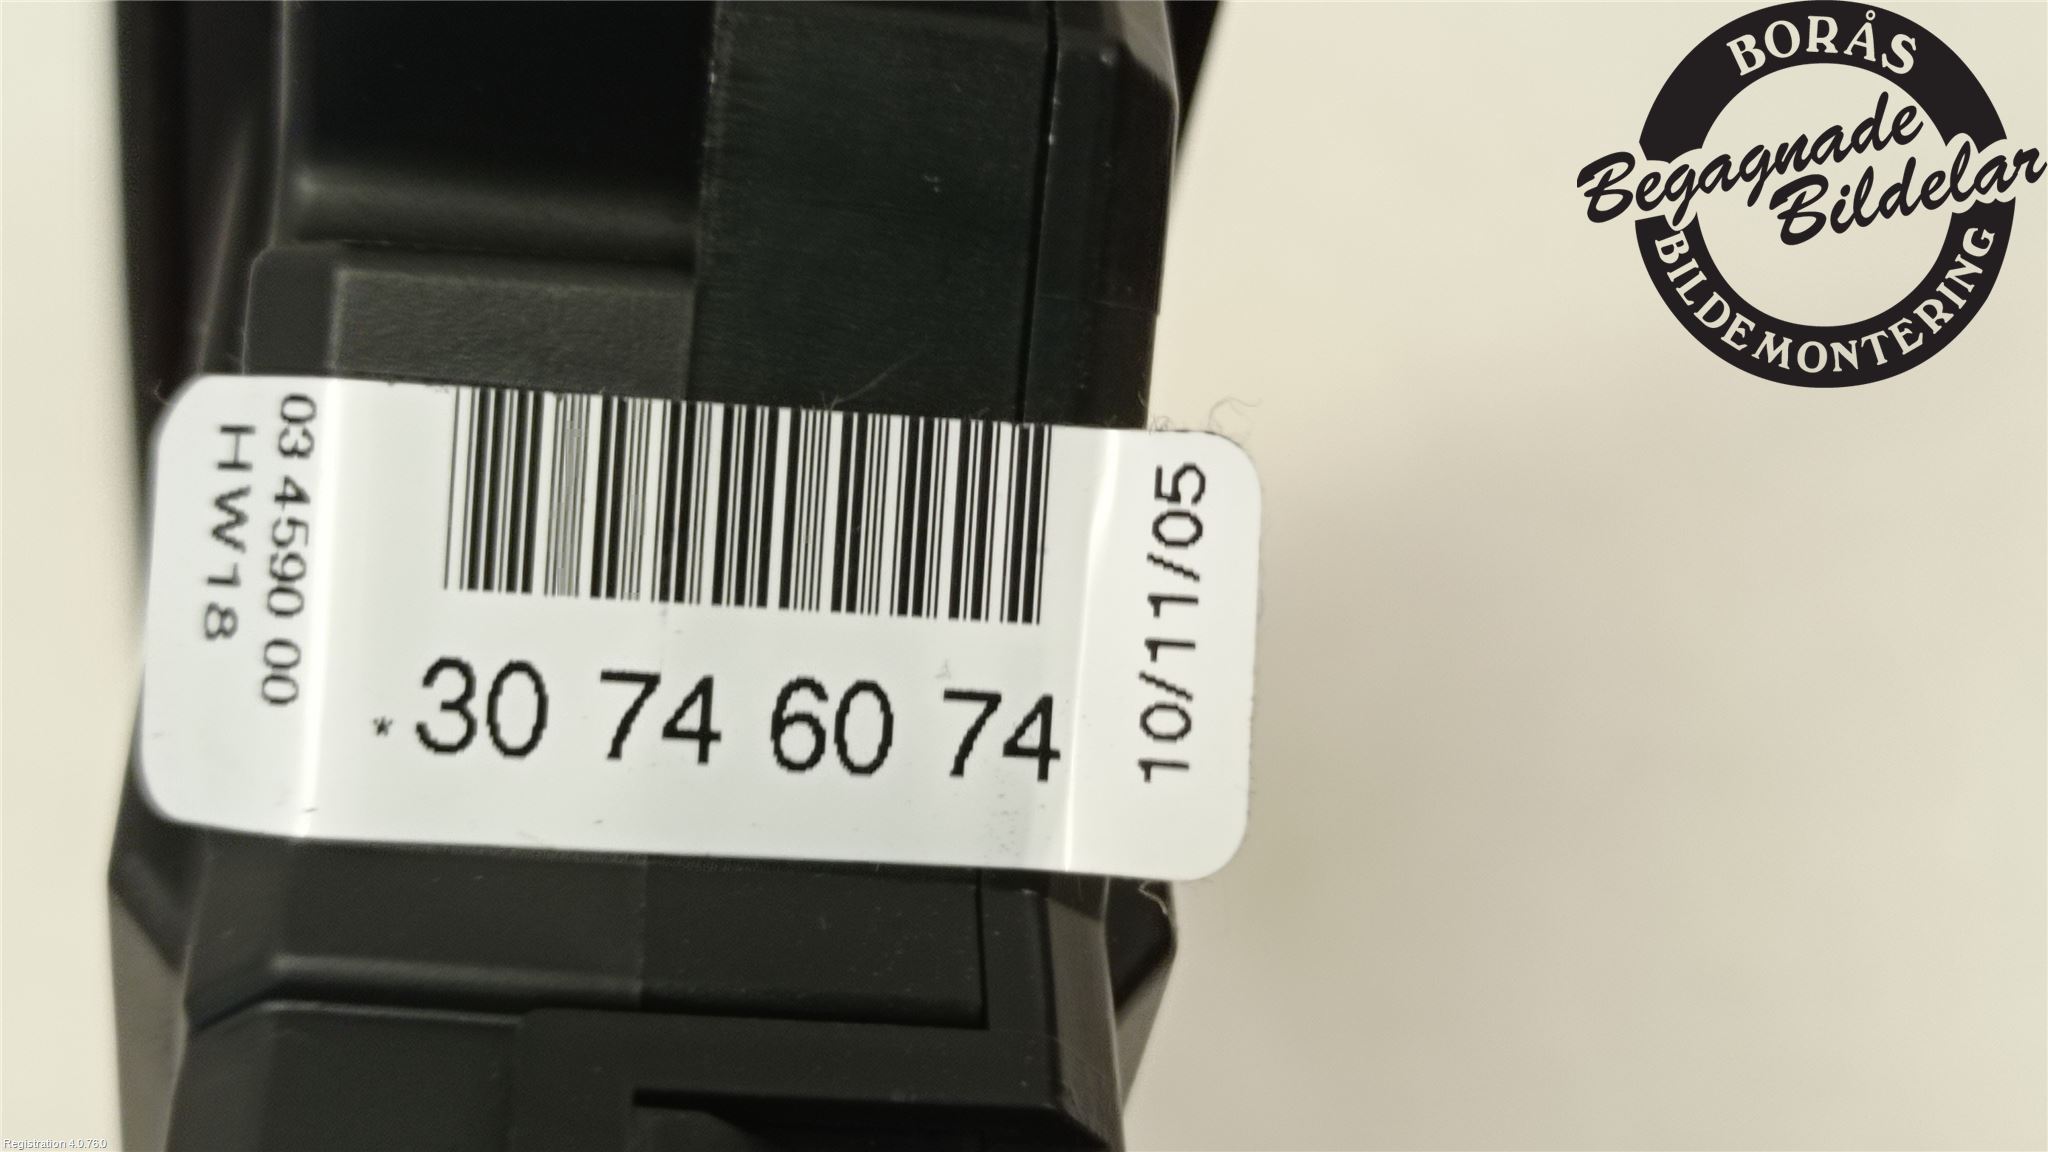 BORÅS
Begagnade
Bildelar
BILDEMONTERING
03 4590 00
HW18
*30 74 60 74
10/11/05
Registration 4.0.76.0